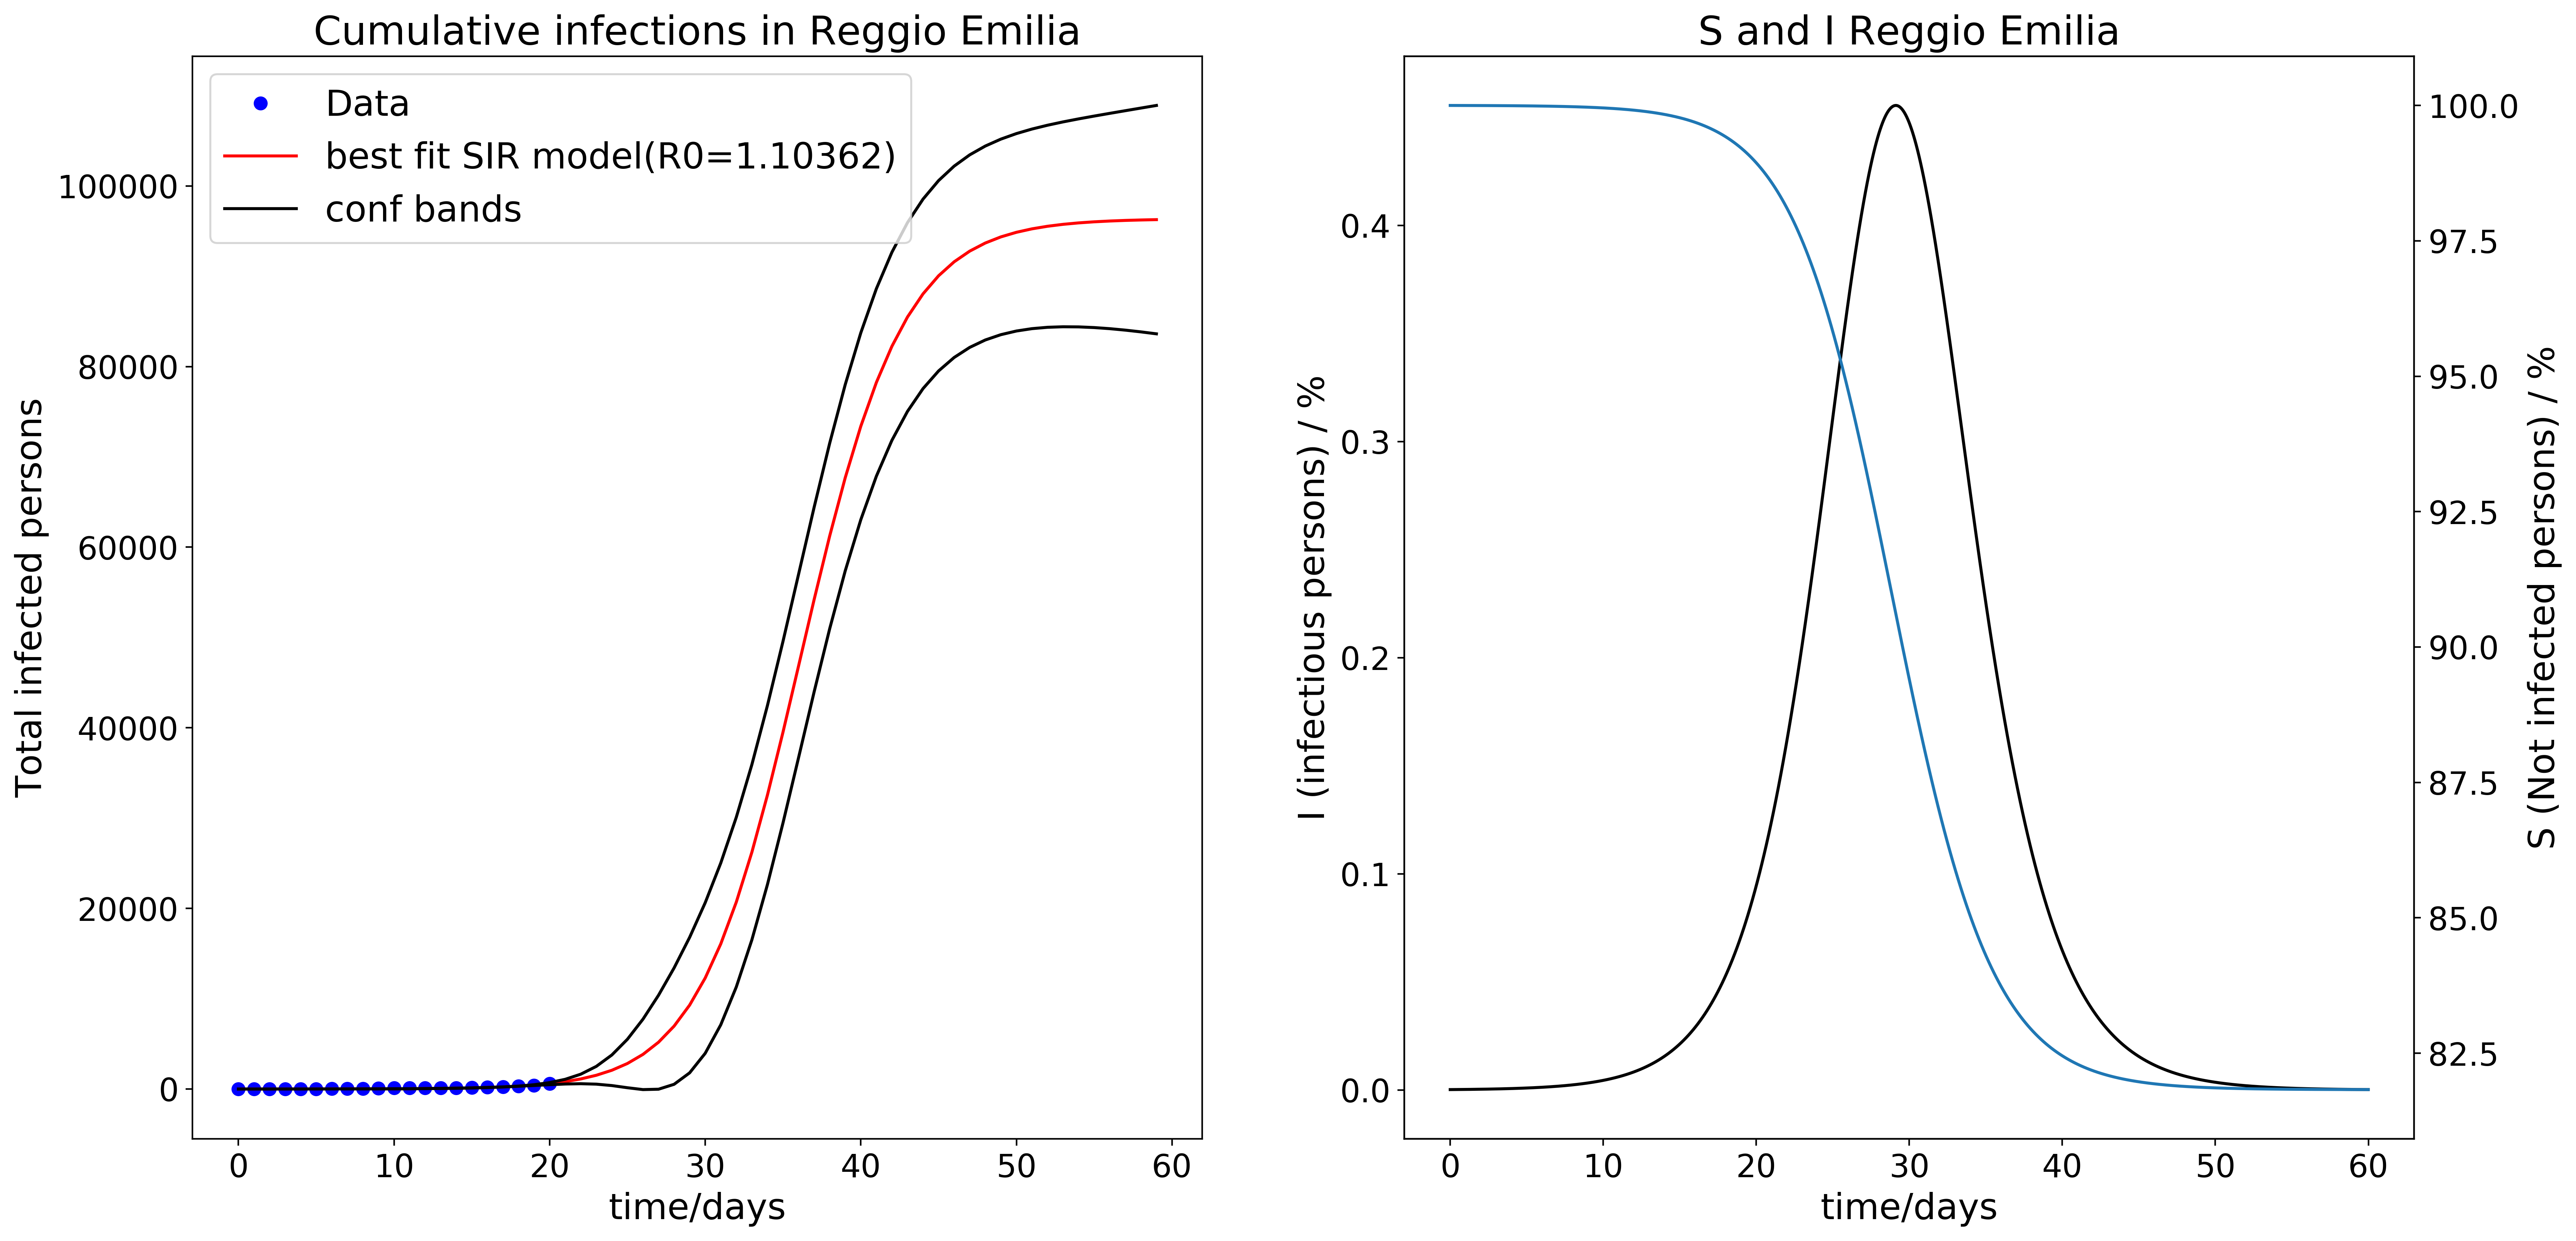 Cumulative infections in Reggio Emilia
Data
best fit SIR model(R0=1.10362)
conf bands
Total infected persons
100000
80000
60000
40000
20000
0
0 10 20 30 40 50 60
time/days
S and I Reggio Emilia
I (infectious persons) / %
0.4
0.3
0.2
0.1
0.0
100.0
97.5
95.0
92.5
90.0
87.5
85.0
82.5
S (Not infected persons) / %
0 10 20 30 40 50 60
time/days